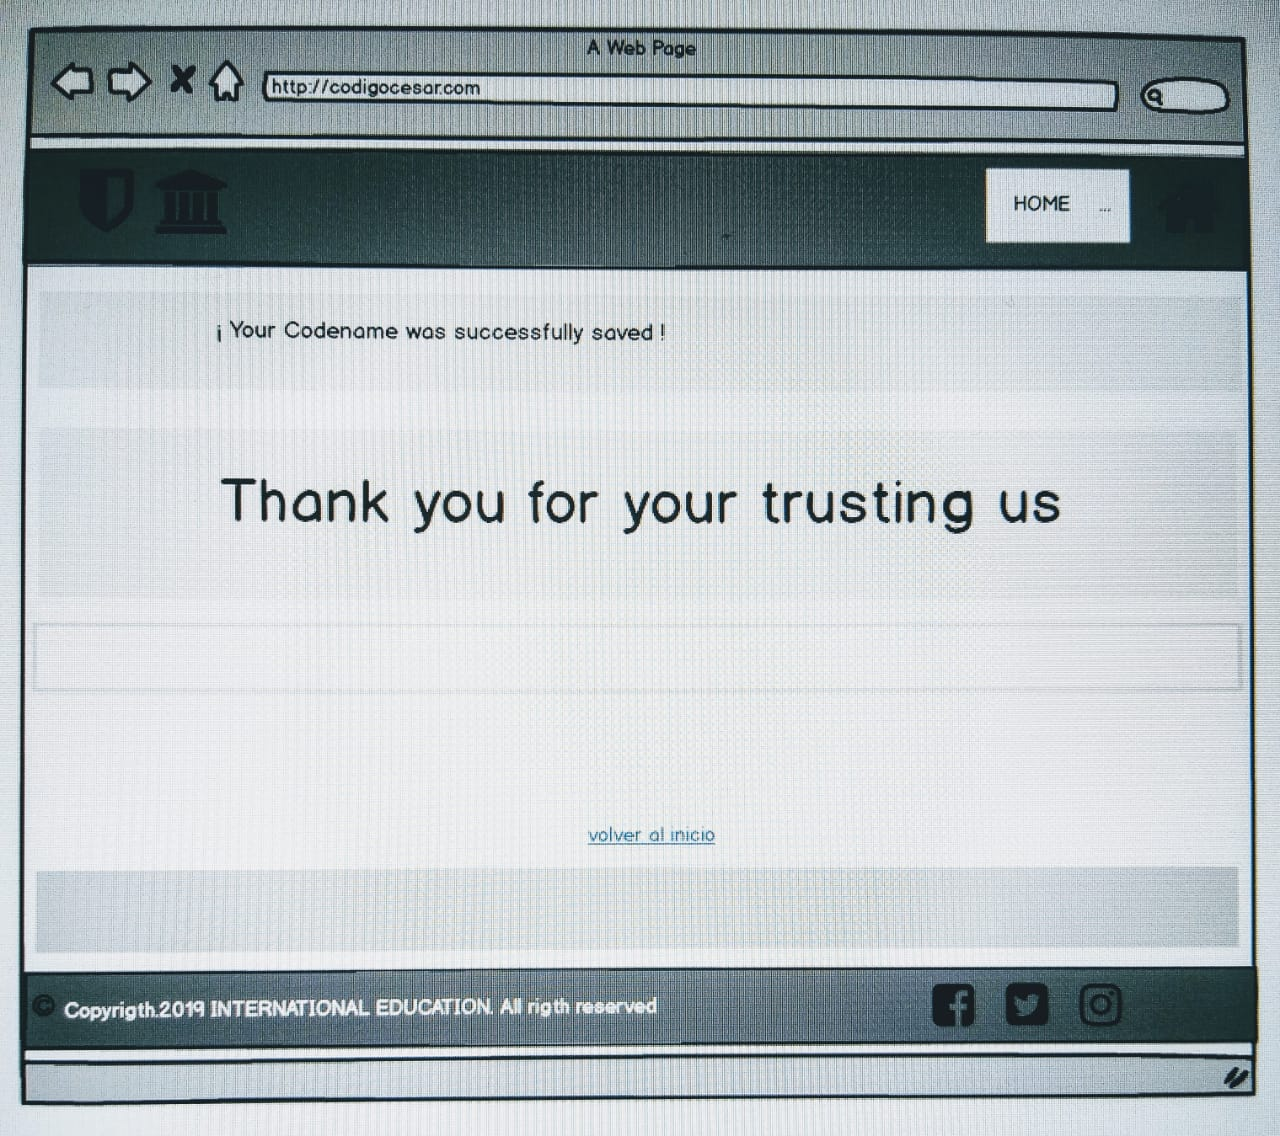 A Web Page
http://codigocesar.com
HOME ...
¡ Your Codename was successfully saved !
Thank you for your trusting us
volver al inicio
© Copyrigth.2019 INTERNATIONAL EDUCATION. All rigth reserved